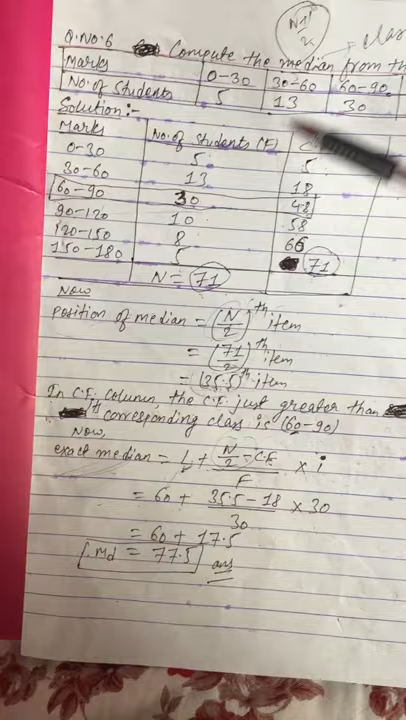 (N+1)/2
Q.No:6 Compute the median from th
Marks 0-30 30-60 60-90
No. of Students 5 13 30
Solution:-
Marks No. of Students (F) C
0-30 5 5
30-60 13 18
60-90 30 48
90-120 10 58
120-150 8 66
150-180 5 71
N = 71
Now
position of median = (N/2)th item
= (71/2)th item
= (35.5)th item
In C.F. column, the C.F. just greater than
corresponding class is (60-90)
Now,
exact median = L + (N/2 - C.F.)/F × i
= 60 + (35.5 - 18)/30 × 30
= 60 + 17.5
Md = 77.5 ans